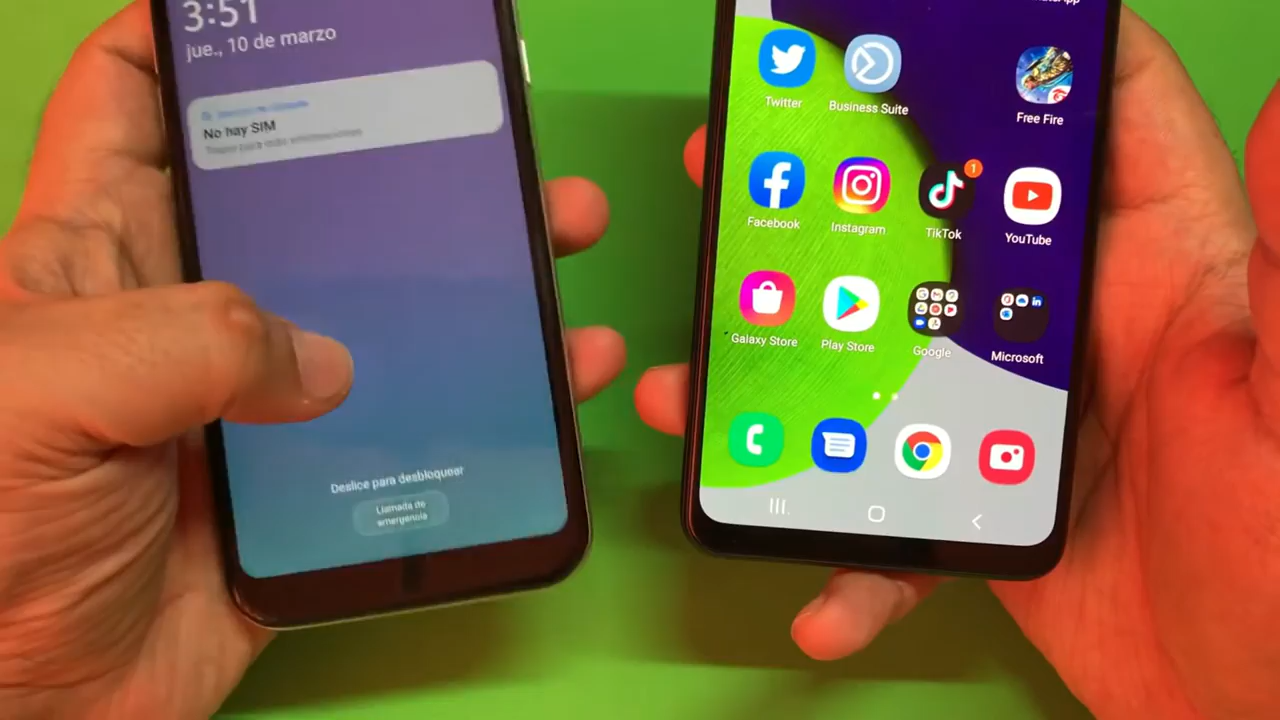 3:51
jue., 10 de marzo
No hay SIM
Deslice para desbloquear
Llamada de
emergencia
Twitter
Business Suite
Free Fire
Facebook
Instagram
TikTok
1
YouTube
Galaxy Store
Play Store
Google
Microsoft